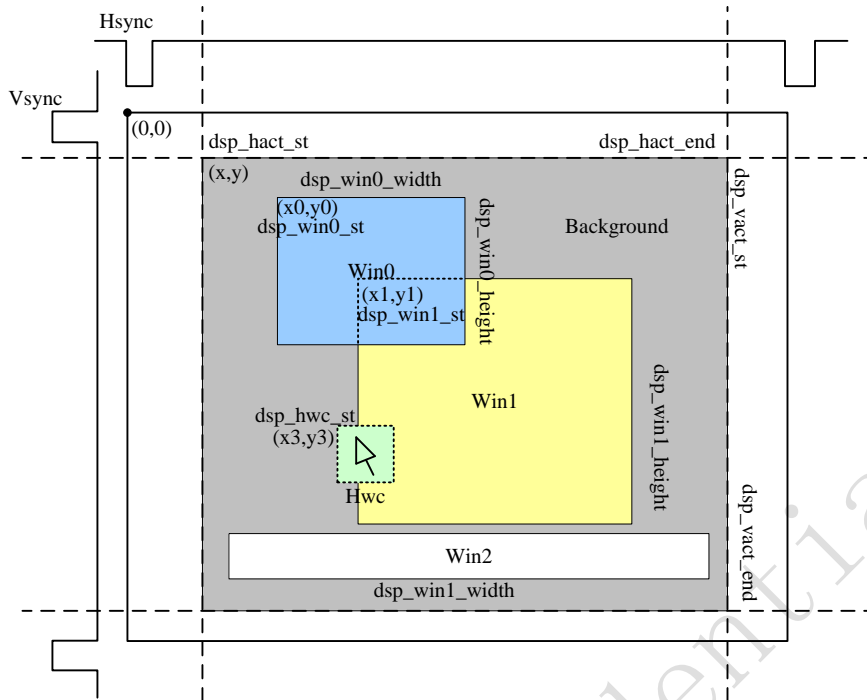 Hsync
Vsync
(0,0)
dsp_hact_st
dsp_hact_end
(x,y)
dsp_win0_width
dsp_vact_st
(x0,y0)
dsp_win0_st
dsp_win0_height
Background
Win0
(x1,y1)
dsp_win1_st
Win1
dsp_win1_height
dsp_hwc_st
(x3,y3)
Hwc
dsp_vact_end
Win2
dsp_win1_width